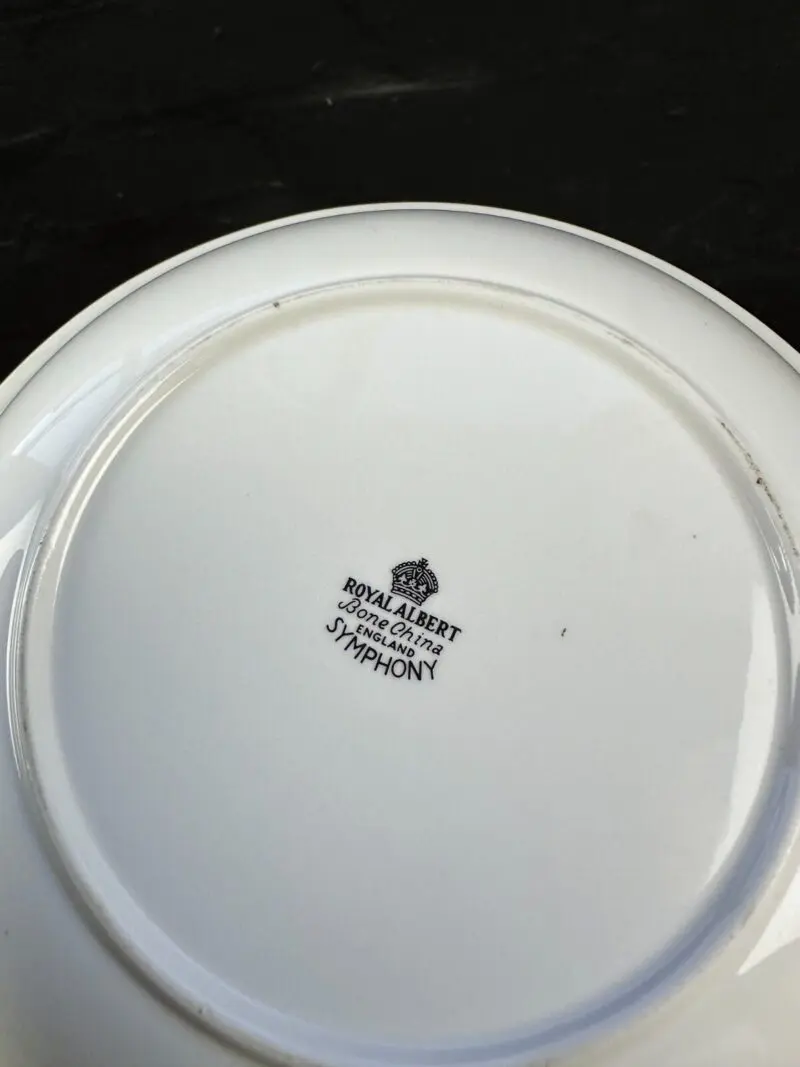 ROYAL ALBERT
Bone China
ENGLAND
SYMPHONY